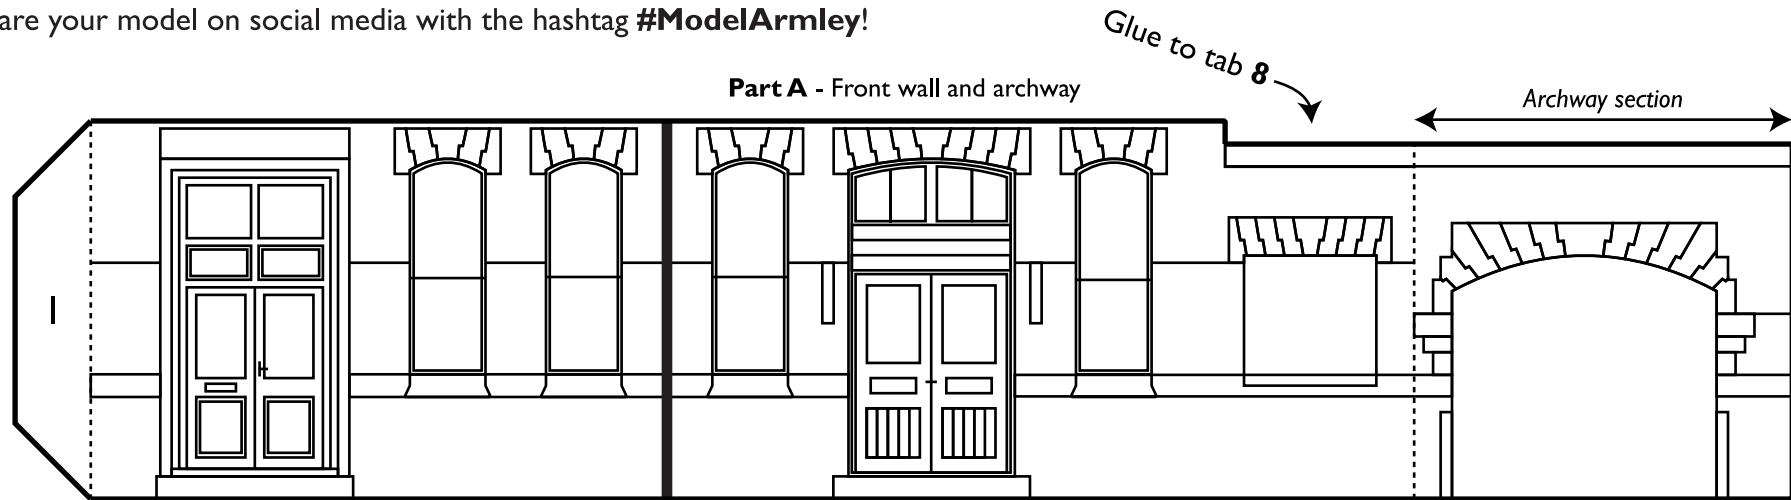 are your model on social media with the hashtag #ModelArmley!
Glue to tab 8
Part A - Front wall and archway
Archway section
1